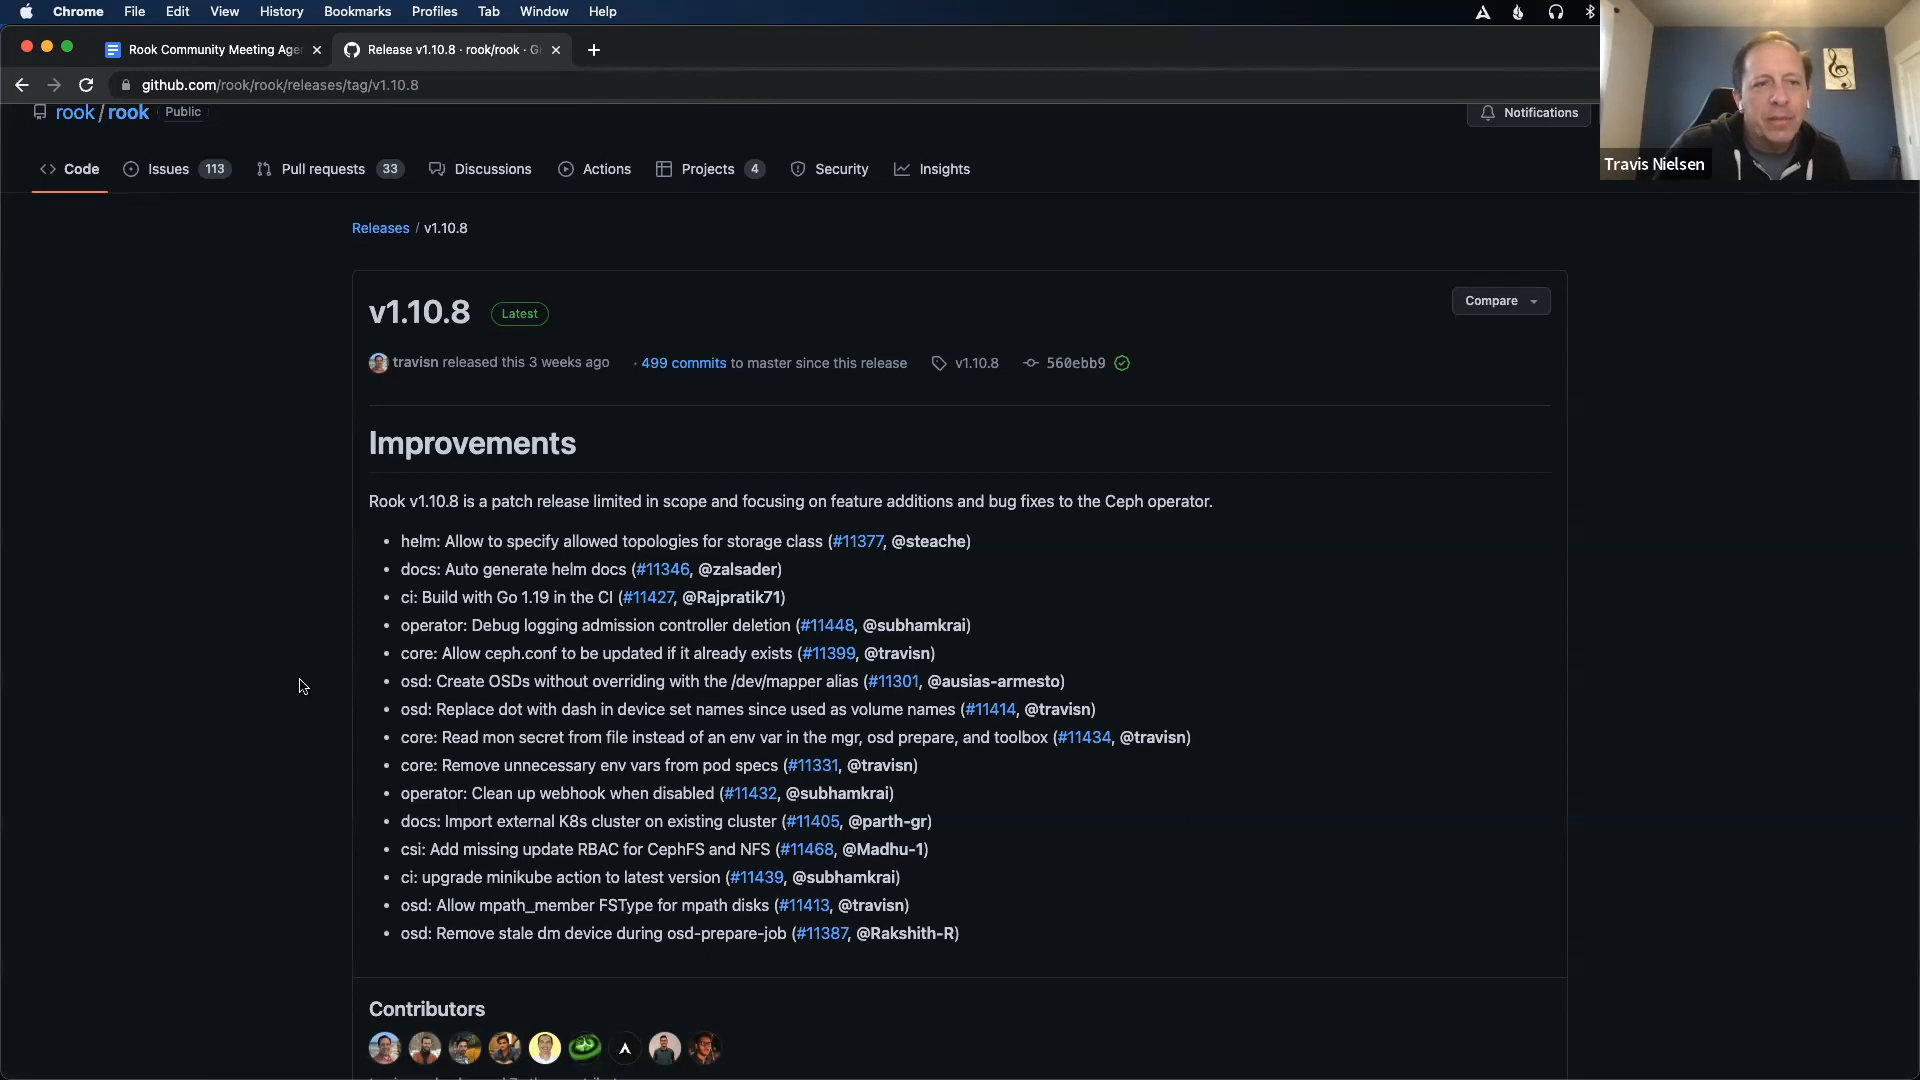 Chrome File Edit View History Bookmarks Profiles Tab Window Help
Rook Community Meeting Age
Release v1.10.8 · rook/rook · G
github.com/rook/rook/releases/tag/v1.10.8
rook / rook Public
Notifications
Travis Nielsen
Code Issues 113 Pull requests 33 Discussions Actions Projects 4 Security Insights
Releases / v1.10.8
v1.10.8 Latest
Compare
travisn released this 3 weeks ago · 499 commits to master since this release v1.10.8 560ebb9
Improvements
Rook v1.10.8 is a patch release limited in scope and focusing on feature additions and bug fixes to the Ceph operator.
• helm: Allow to specify allowed topologies for storage class (#11377, @steache)
• docs: Auto generate helm docs (#11346, @zalsader)
• ci: Build with Go 1.19 in the CI (#11427, @Rajpratik71)
• operator: Debug logging admission controller deletion (#11448, @subhamkrai)
• core: Allow ceph.conf to be updated if it already exists (#11399, @travisn)
• osd: Create OSDs without overriding with the /dev/mapper alias (#11301, @ausias-armesto)
• osd: Replace dot with dash in device set names since used as volume names (#11414, @travisn)
• core: Read mon secret from file instead of an env var in the mgr, osd prepare, and toolbox (#11434, @travisn)
• core: Remove unnecessary env vars from pod specs (#11331, @travisn)
• operator: Clean up webhook when disabled (#11432, @subhamkrai)
• docs: Import external K8s cluster on existing cluster (#11405, @parth-gr)
• csi: Add missing update RBAC for CephFS and NFS (#11468, @Madhu-1)
• ci: upgrade minikube action to latest version (#11439, @subhamkrai)
• osd: Allow mpath_member FSType for mpath disks (#11413, @travisn)
• osd: Remove stale dm device during osd-prepare-job (#11387, @Rakshith-R)
Contributors